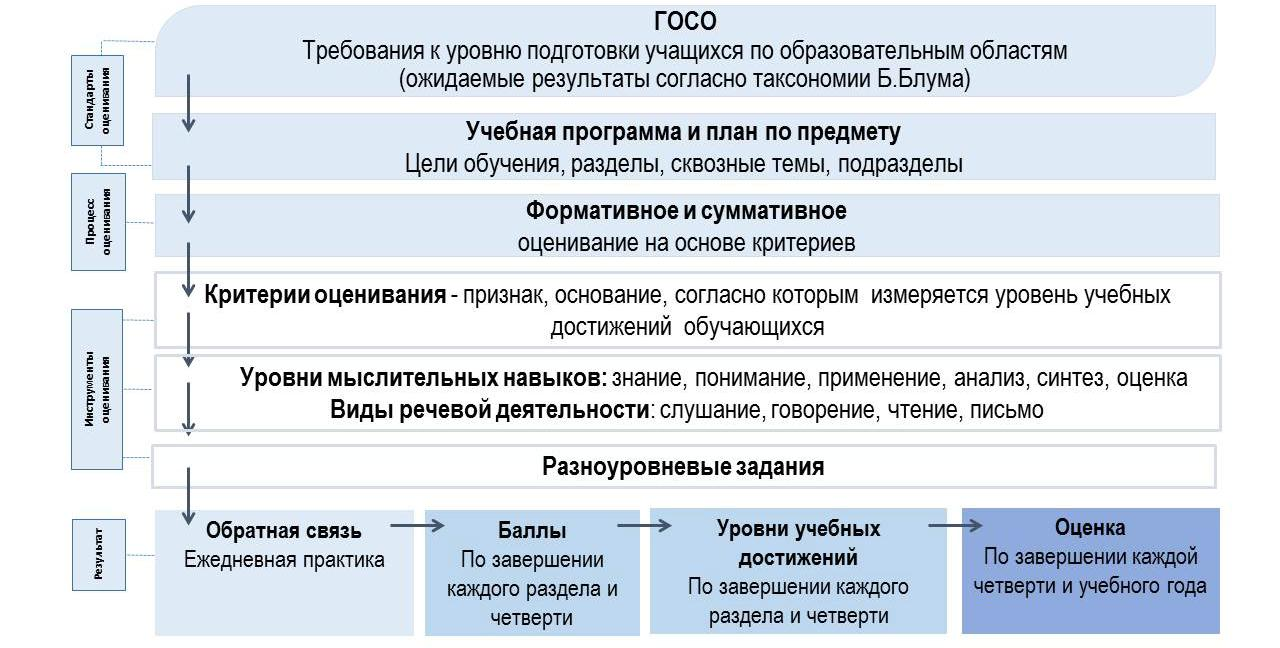 ГОСО
Требования к уровню подготовки учащихся по образовательным областям
(ожидаемые результаты согласно таксономии Б.Блума)
Стандарты
оценивания
Учебная программа и план по предмету
Цели обучения, разделы, сквозные темы, подразделы
Процесс
оценивания
Формативное и суммативное
оценивание на основе критериев
Критерии оценивания - признак, основание, согласно которым измеряется уровень учебных
достижений обучающихся
Инструменты
оценивания
Уровни мыслительных навыков: знание, понимание, применение, анализ, синтез, оценка
Виды речевой деятельности: слушание, говорение, чтение, письмо
Разноуровневые задания
Результат
Обратная связь
Ежедневная практика
Баллы
По завершении
каждого раздела и
четверти
Уровни учебных
достижений
По завершении каждого
раздела и четверти
Оценка
По завершении каждой
четверти и учебного года